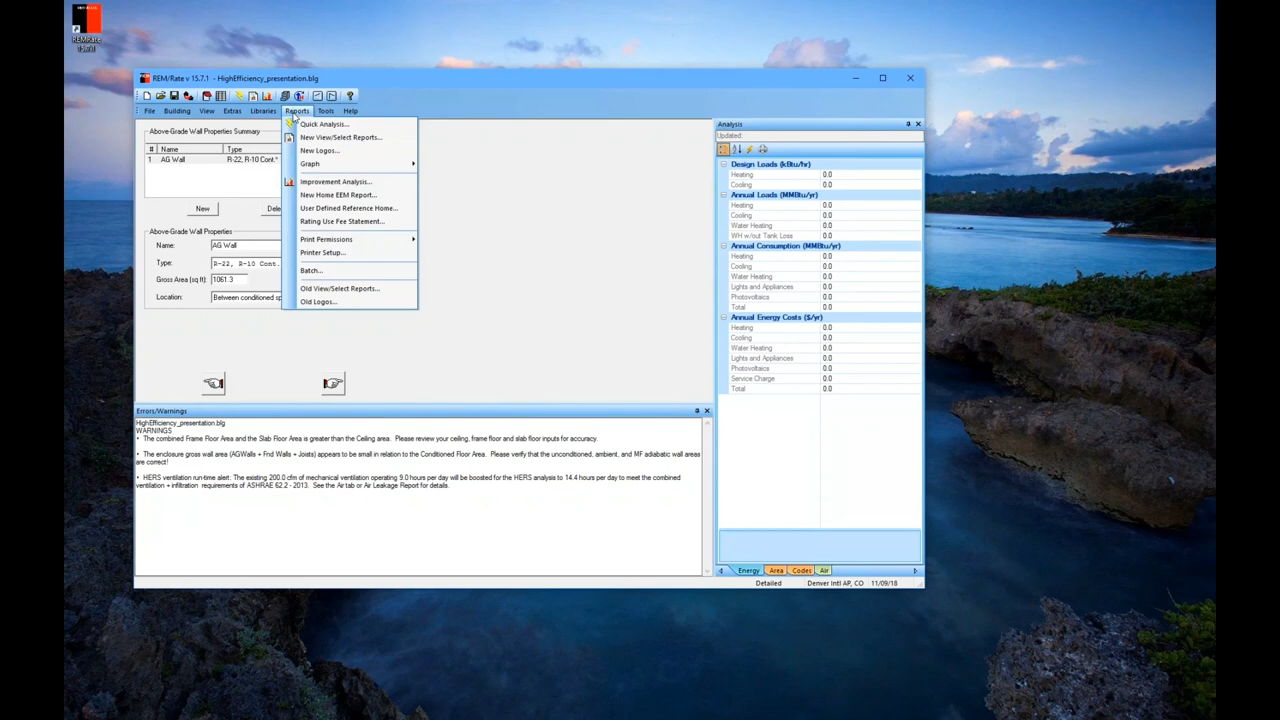 REM/Rate
15.7.1
REM/Rate v 15.7.1 - HighEfficiency_presentation.blg
File Building View Extras Libraries Reports Tools Help
Above-Grade Wall Properties Summary
# Name Type
1 AG Wall R-22, R-10 Cont.*
New Dele
Above-Grade Wall Properties
Name: AG Wall
Type: R-22, R-10 Cont.
Gross Area (sq ft): 1061.3
Location: Between conditioned sp
Quick Analysis...
New View/Select Reports...
New Logos...
Graph
Improvement Analysis...
New Home EEM Report...
User Defined Reference Home...
Rating Use Fee Statement...
Print Permissions
Printer Setup...
Batch...
Old View/Select Reports...
Old Logos...
Errors/Warnings
HighEfficiency_presentation.blg
WARNINGS
• The combined Frame Floor Area and the Slab Floor Area is greater than the Ceiling area. Please review your ceiling, frame floor and slab floor inputs for accuracy.
• The enclosure gross wall area (AGWalls + Fnd Walls + Joists) appears to be small in relation to the Conditioned Floor Area. Please verify that the unconditioned, ambient, and MF adiabatic wall areas
are correct!
• HERS ventilation run-time alert: The existing 200.0 cfm of mechanical ventilation operating 9.0 hours per day will be boosted for the HERS analysis to 14.4 hours per day to meet the combined
ventilation + infiltration requirements of ASHRAE 62.2 - 2013. See the Air tab or Air Leakage Report for details.
Analysis
Updated:
Design Loads (kBtu/hr)
Heating 0.0
Cooling 0.0
Annual Loads (MMBtu/yr)
Heating 0.0
Cooling 0.0
Water Heating 0.0
WH w/out Tank Loss 0.0
Annual Consumption (MMBtu/yr)
Heating 0.0
Cooling 0.0
Water Heating 0.0
Lights and Appliances 0.0
Photovoltaics 0.0
Total 0.0
Annual Energy Costs ($/yr)
Heating 0.0
Cooling 0.0
Water Heating 0.0
Lights and Appliances 0.0
Photovoltaics 0.0
Service Charge 0.0
Total 0.0
Energy Area Codes Air
Detailed Denver Intl AP, CO 11/09/18